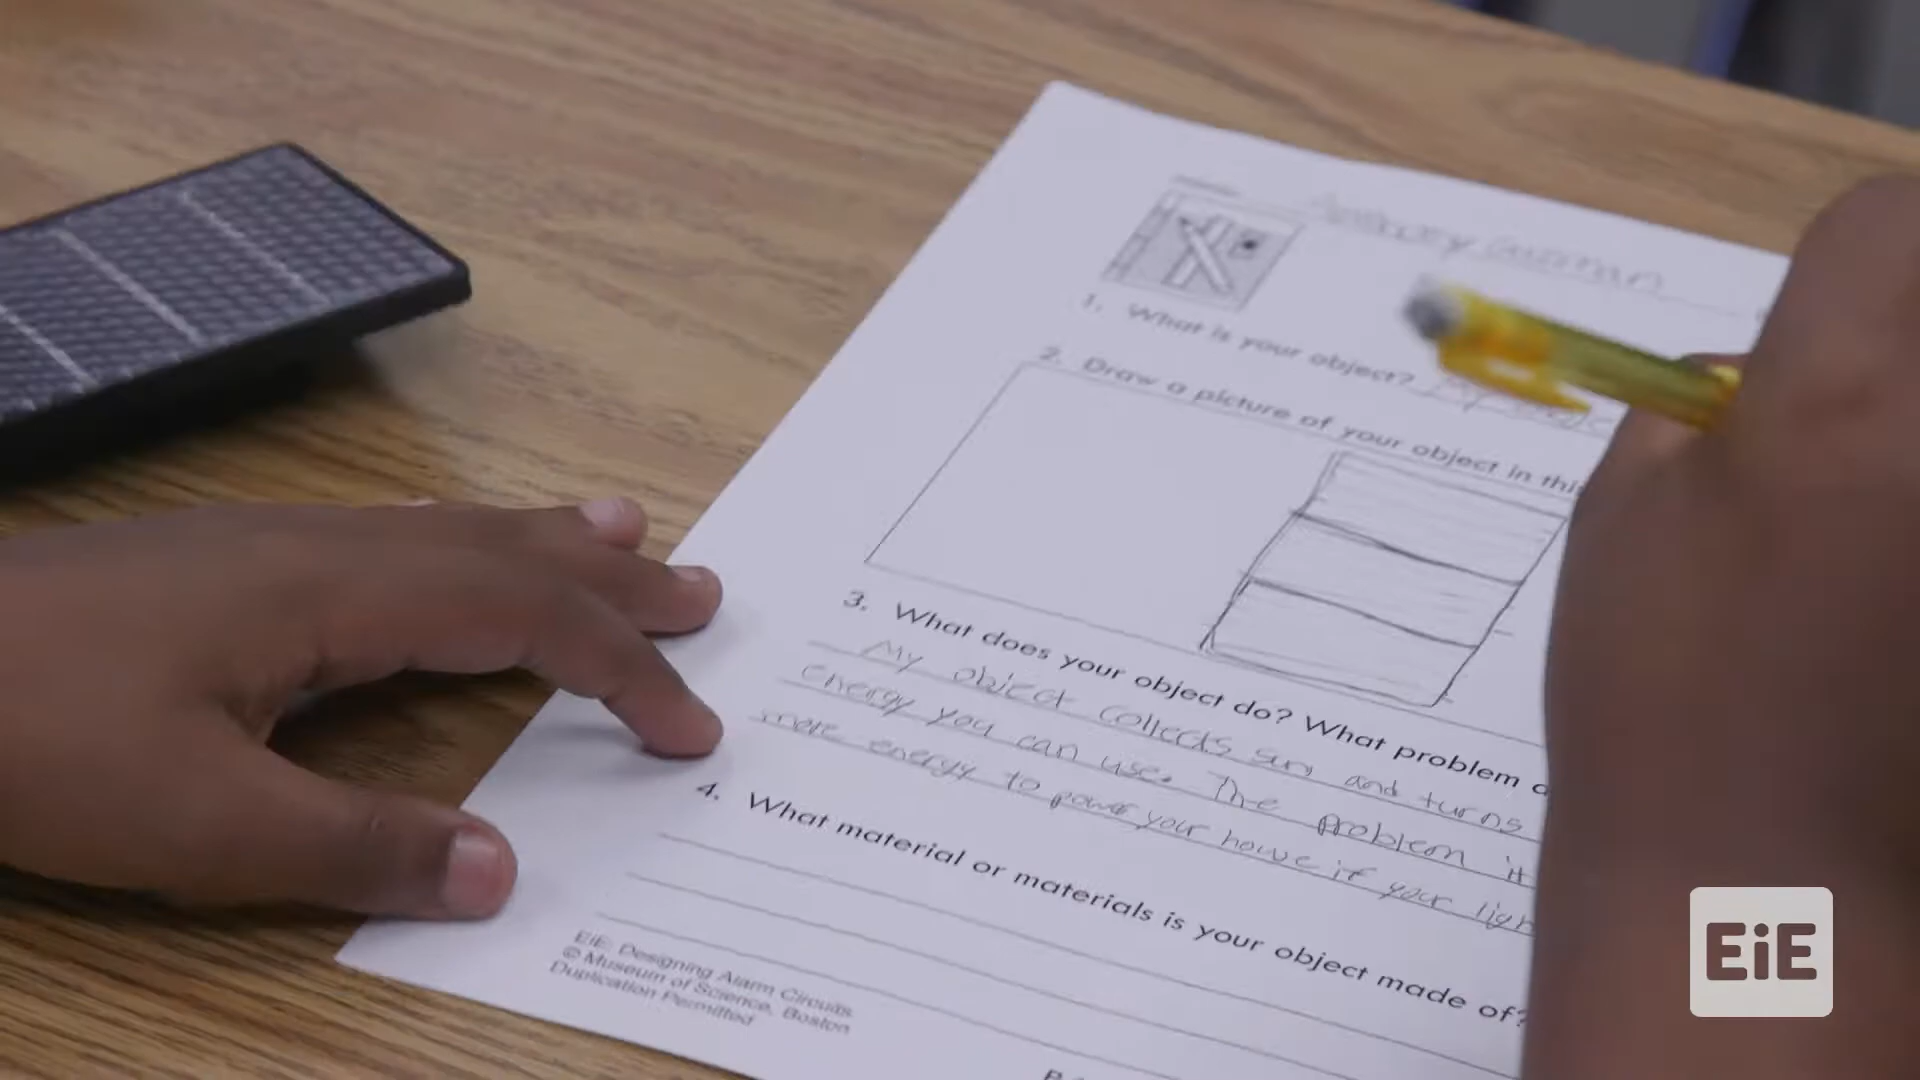 1. What is your object? My
2. Draw a picture of your object in this
3. What does your object do? What problem
My object collects sun and turns
energy you can use. The problem it
more energy to power your house if your ligh
4. What material or materials is your object made of?
EiE: Designing Alarm Circuits
© Museum of Science, Boston
Duplication Permitted
EiE